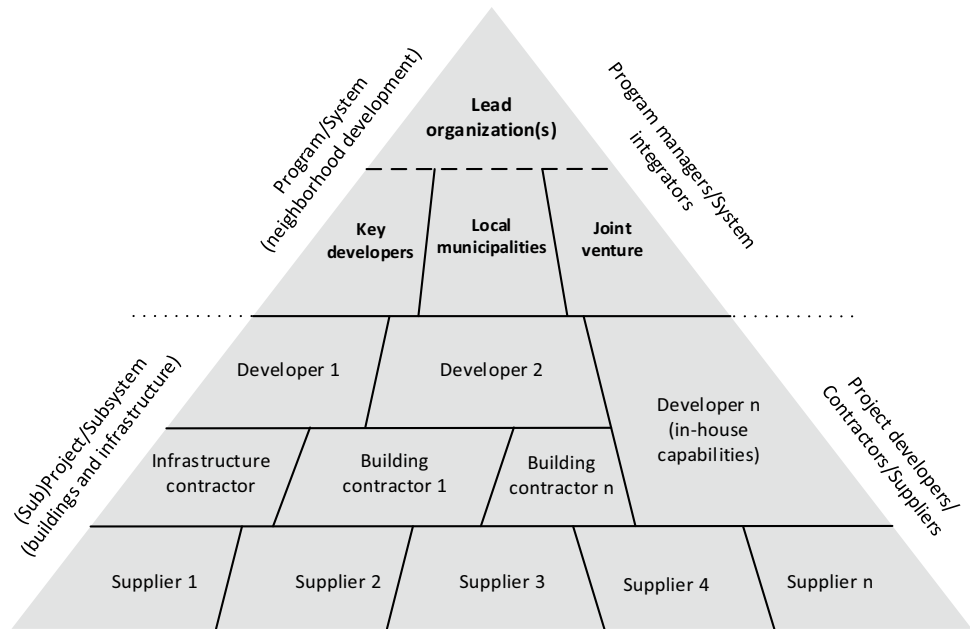 Program/System
(neighborhood development)
Program managers/System
integrators
Lead
organization(s)
Key
developers
Local
municipalities
Joint
venture
(Sub)Project/Subsystem
(buildings and infrastructure)
Project developers/
Contractors/Suppliers
Developer 1
Developer 2
Developer n
(in-house
capabilities)
Infrastructure
contractor
Building
contractor 1
Building
contractor n
Supplier 1
Supplier 2
Supplier 3
Supplier 4
Supplier n